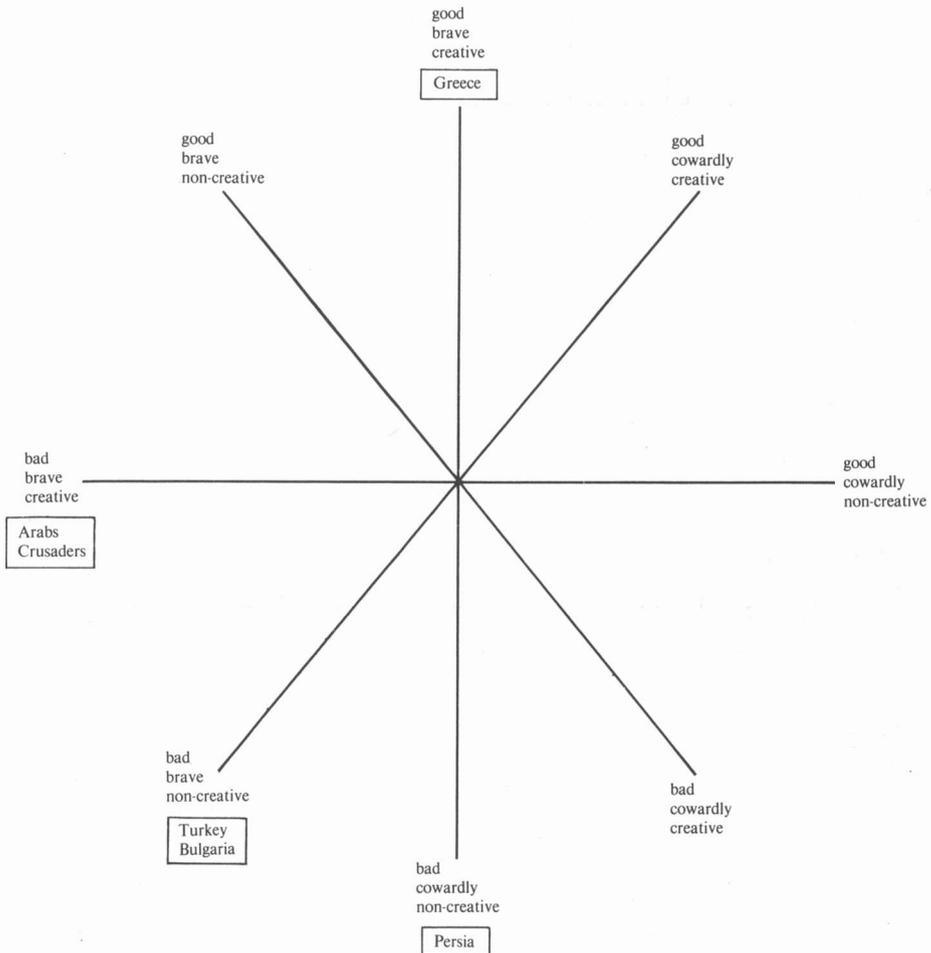 good
brave
creative
Greece
good
brave
non-creative
good
cowardly
creative
bad
brave
creative
Arabs
Crusaders
good
cowardly
non-creative
bad
brave
non-creative
Turkey
Bulgaria
bad
cowardly
creative
bad
cowardly
non-creative
Persia